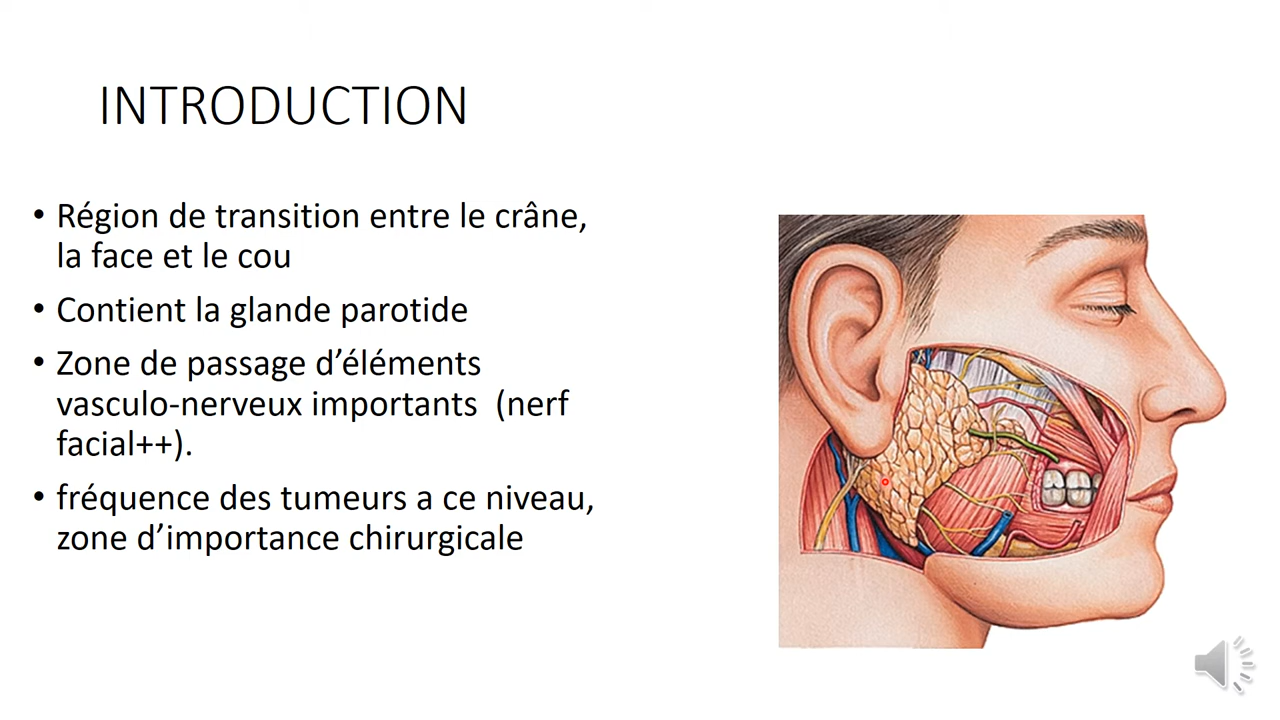 INTRODUCTION
• Région de transition entre le crâne,
la face et le cou
• Contient la glande parotide
• Zone de passage d’éléments
vasculo-nerveux importants  (nerf
facial++).
• fréquence des tumeurs a ce niveau,
zone d’importance chirurgicale